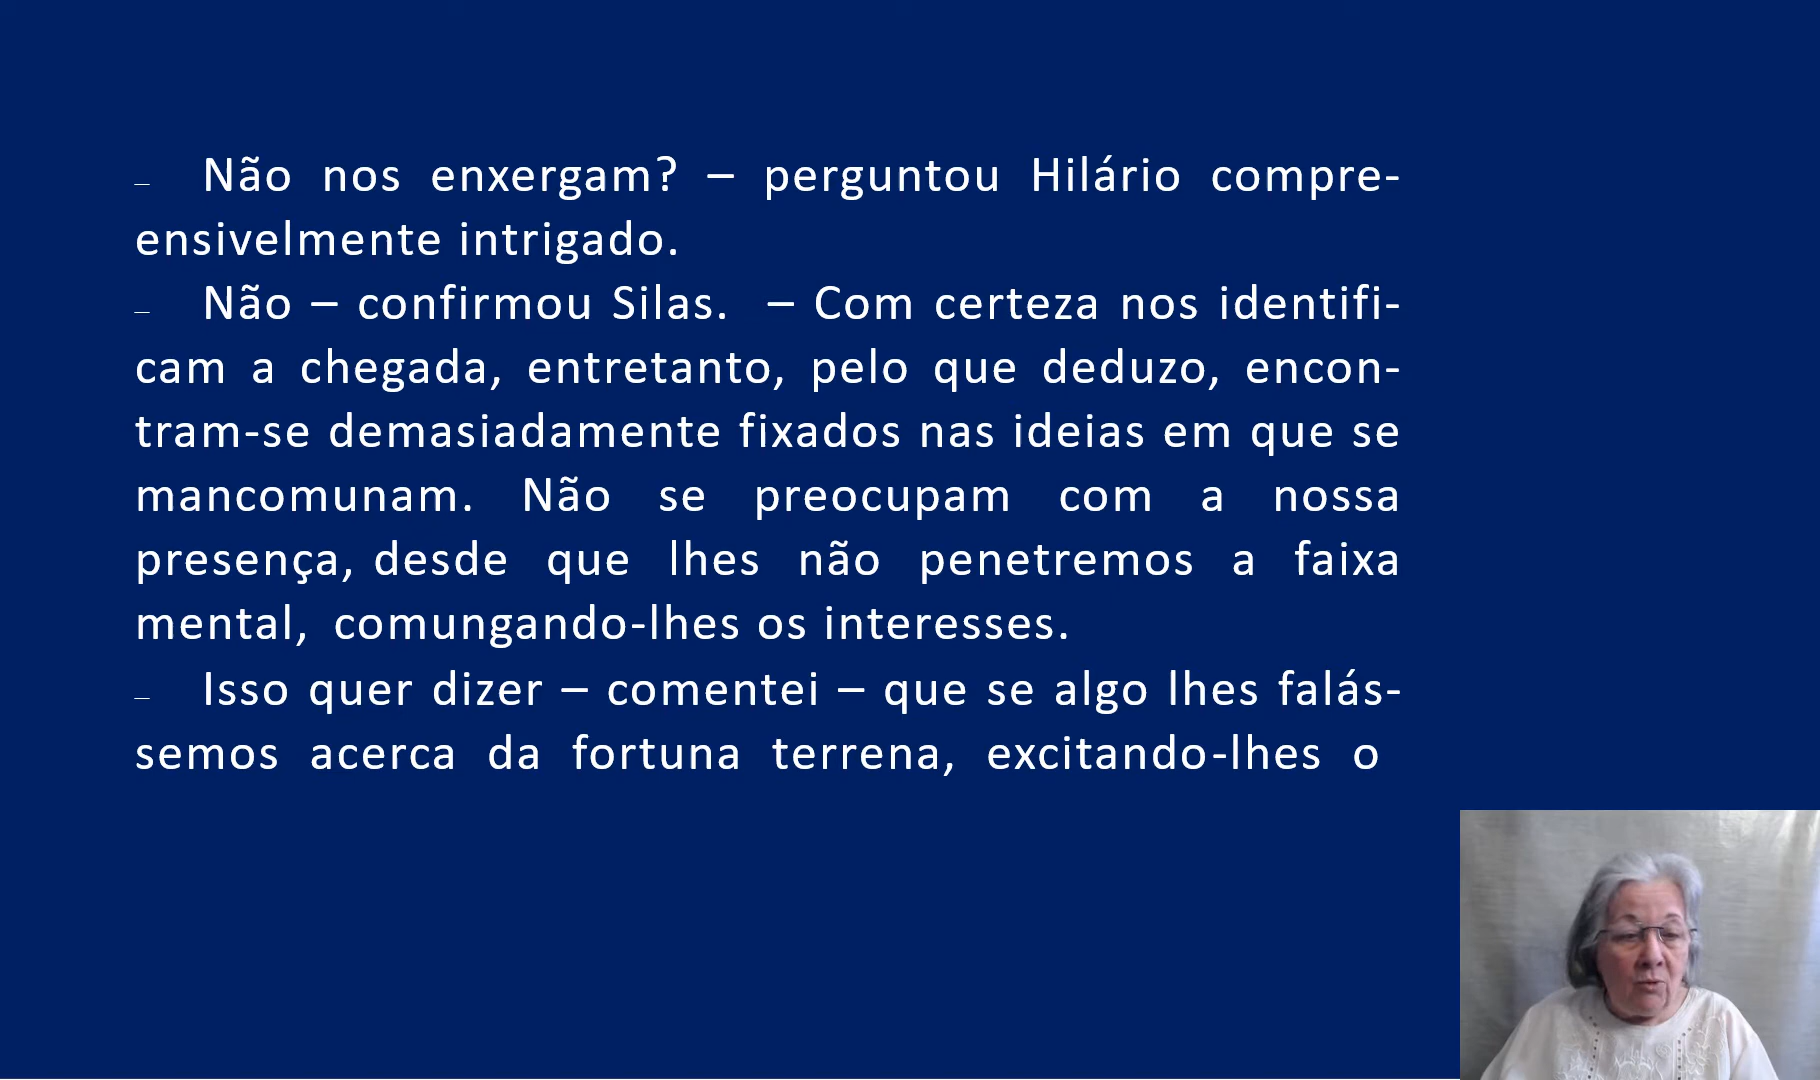 – Não nos enxergam? – perguntou Hilário compre-
ensivelmente intrigado.
– Não – confirmou Silas. – Com certeza nos identifi-
cam a chegada, entretanto, pelo que deduzo, encon-
tram-se demasiadamente fixados nas ideias em que se
mancomunam. Não se preocupam com a nossa
presença, desde que lhes não penetremos a faixa
mental, comungando-lhes os interesses.
– Isso quer dizer – comentei – que se algo lhes falás-
semos acerca da fortuna terrena, excitando-lhes o